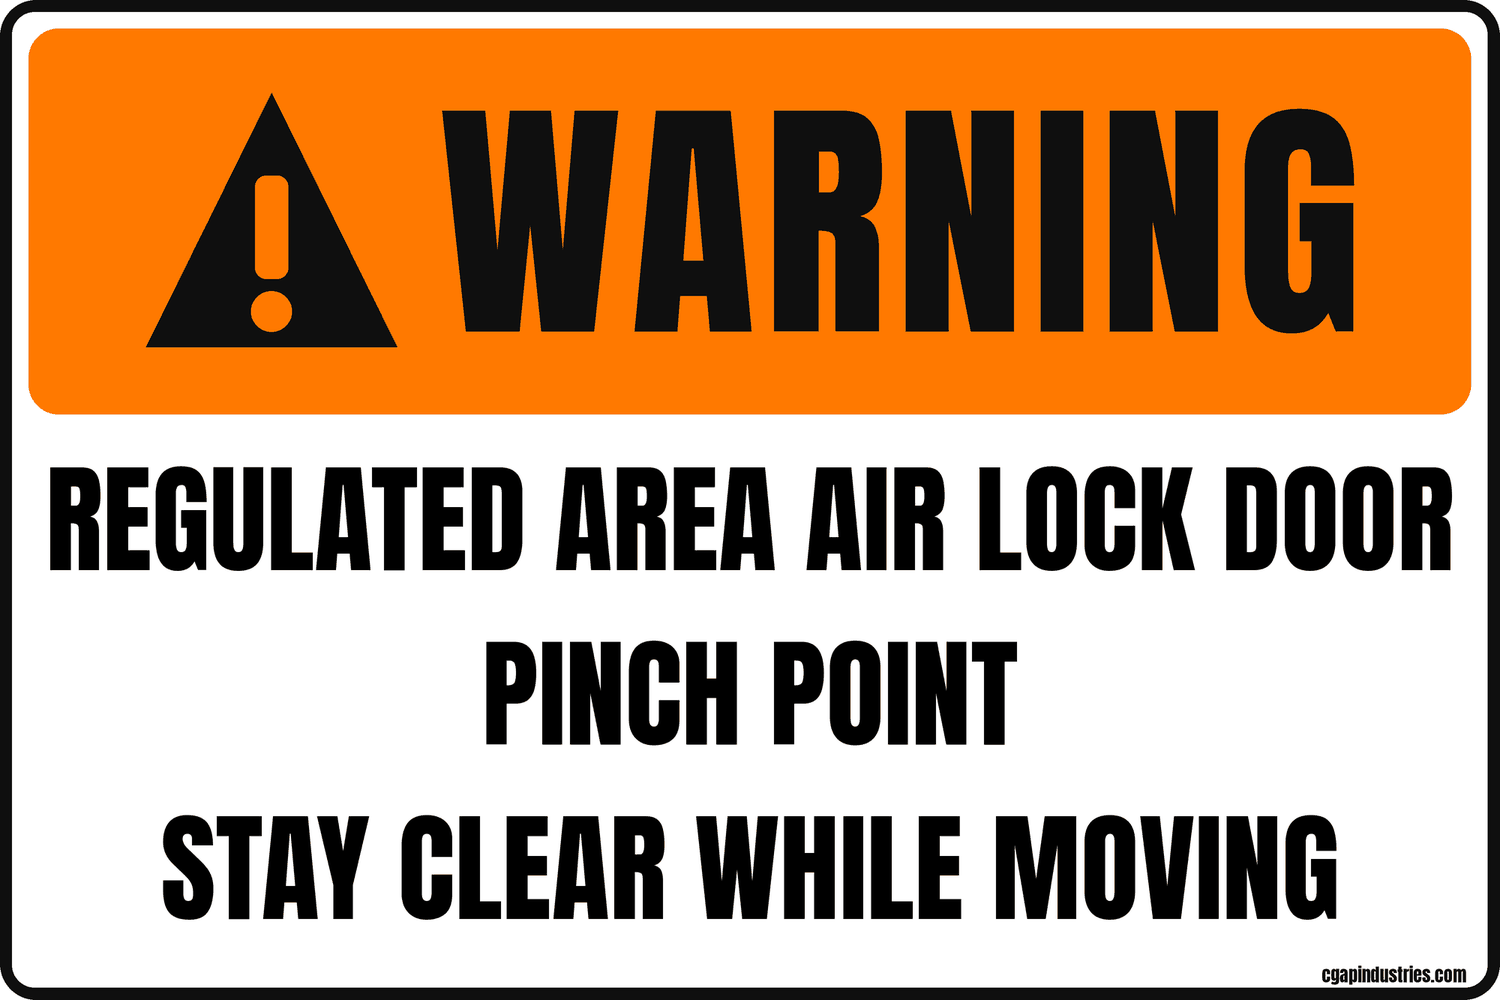 WARNING
REGULATED AREA AIR LOCK DOOR
PINCH POINT
STAY CLEAR WHILE MOVING
cgapindustries.com